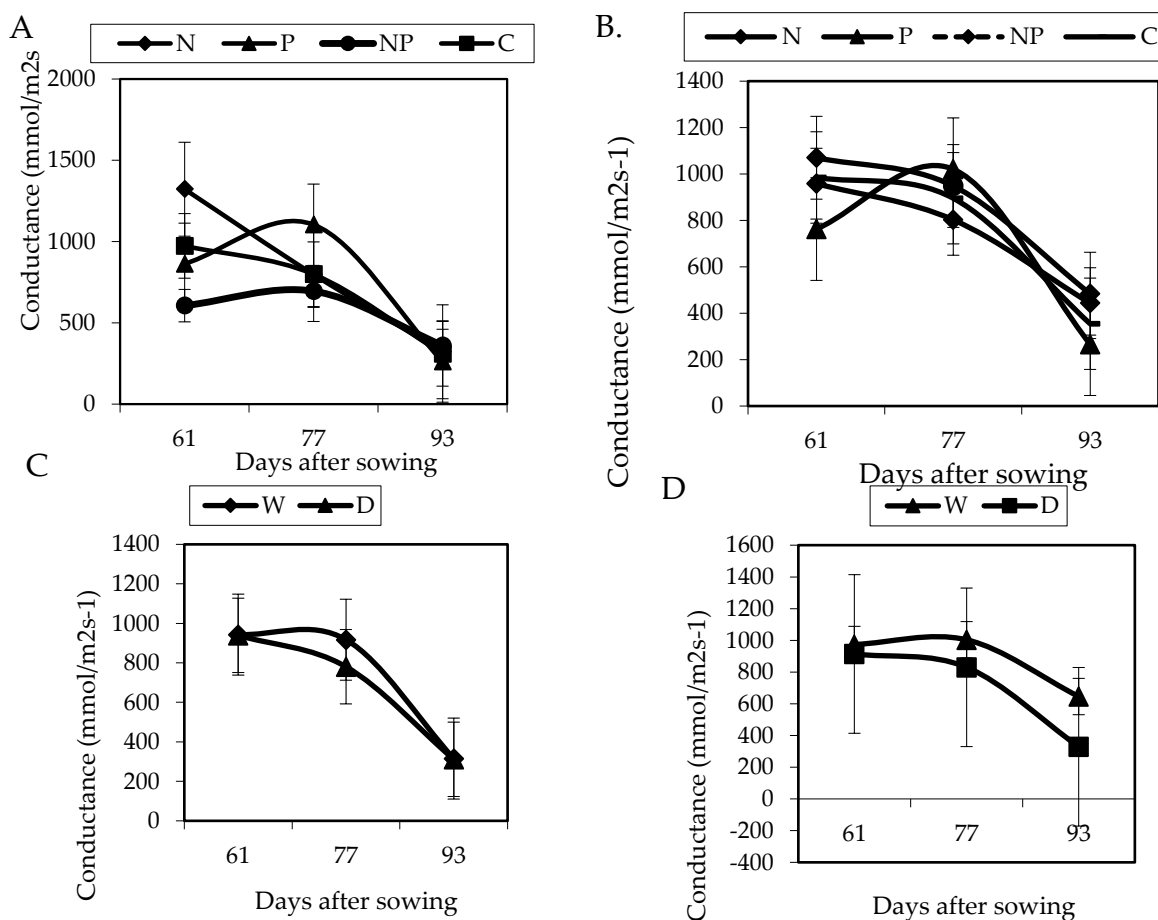 A
N P NP C
Conductance (mmol/m2s
2000
1500
1000
500
0
61 77 93
Days after sowing
B.
N P NP C
Conductance (mmol/m2s-1)
1400
1200
1000
800
600
400
200
0
61 77 93
Days after sowing
C
W D
Conductance (mmol/m2s-1)
1400
1200
1000
800
600
400
200
0
61 77 93
Days after sowing
D
W D
Conductance (mmol/m2s-1)
1600
1400
1200
1000
800
600
400
200
0
-200
-400
61 77 93
Days after sowing